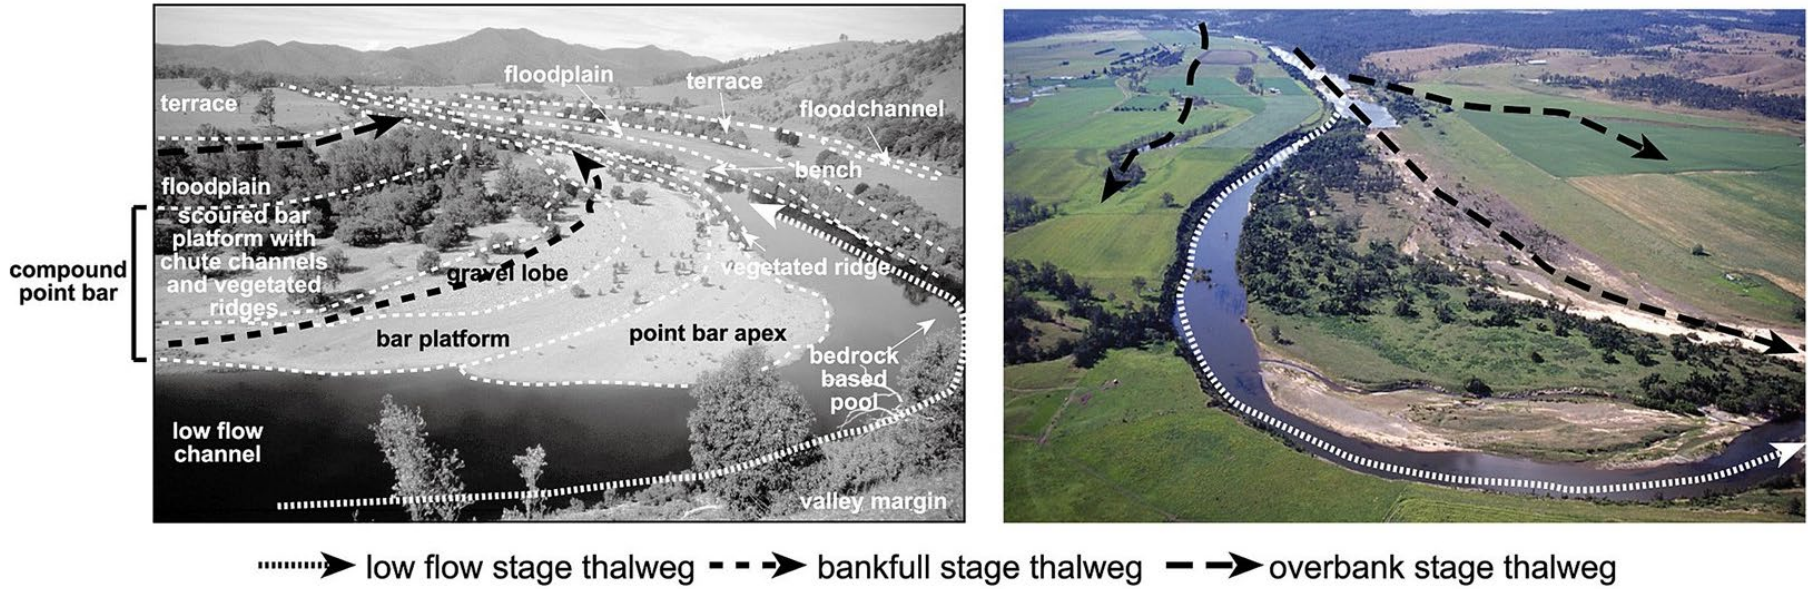 floodplain
terrace
terrace
floodchannel
bench
floodplain
scoured bar
platform with
chute channels
and vegetated
ridges
compound
point bar
gravel lobe
vegetated ridge
bar platform
point bar apex
bedrock
based
pool
low flow
channel
valley margin
low flow stage thalweg
bankfull stage thalweg
overbank stage thalweg